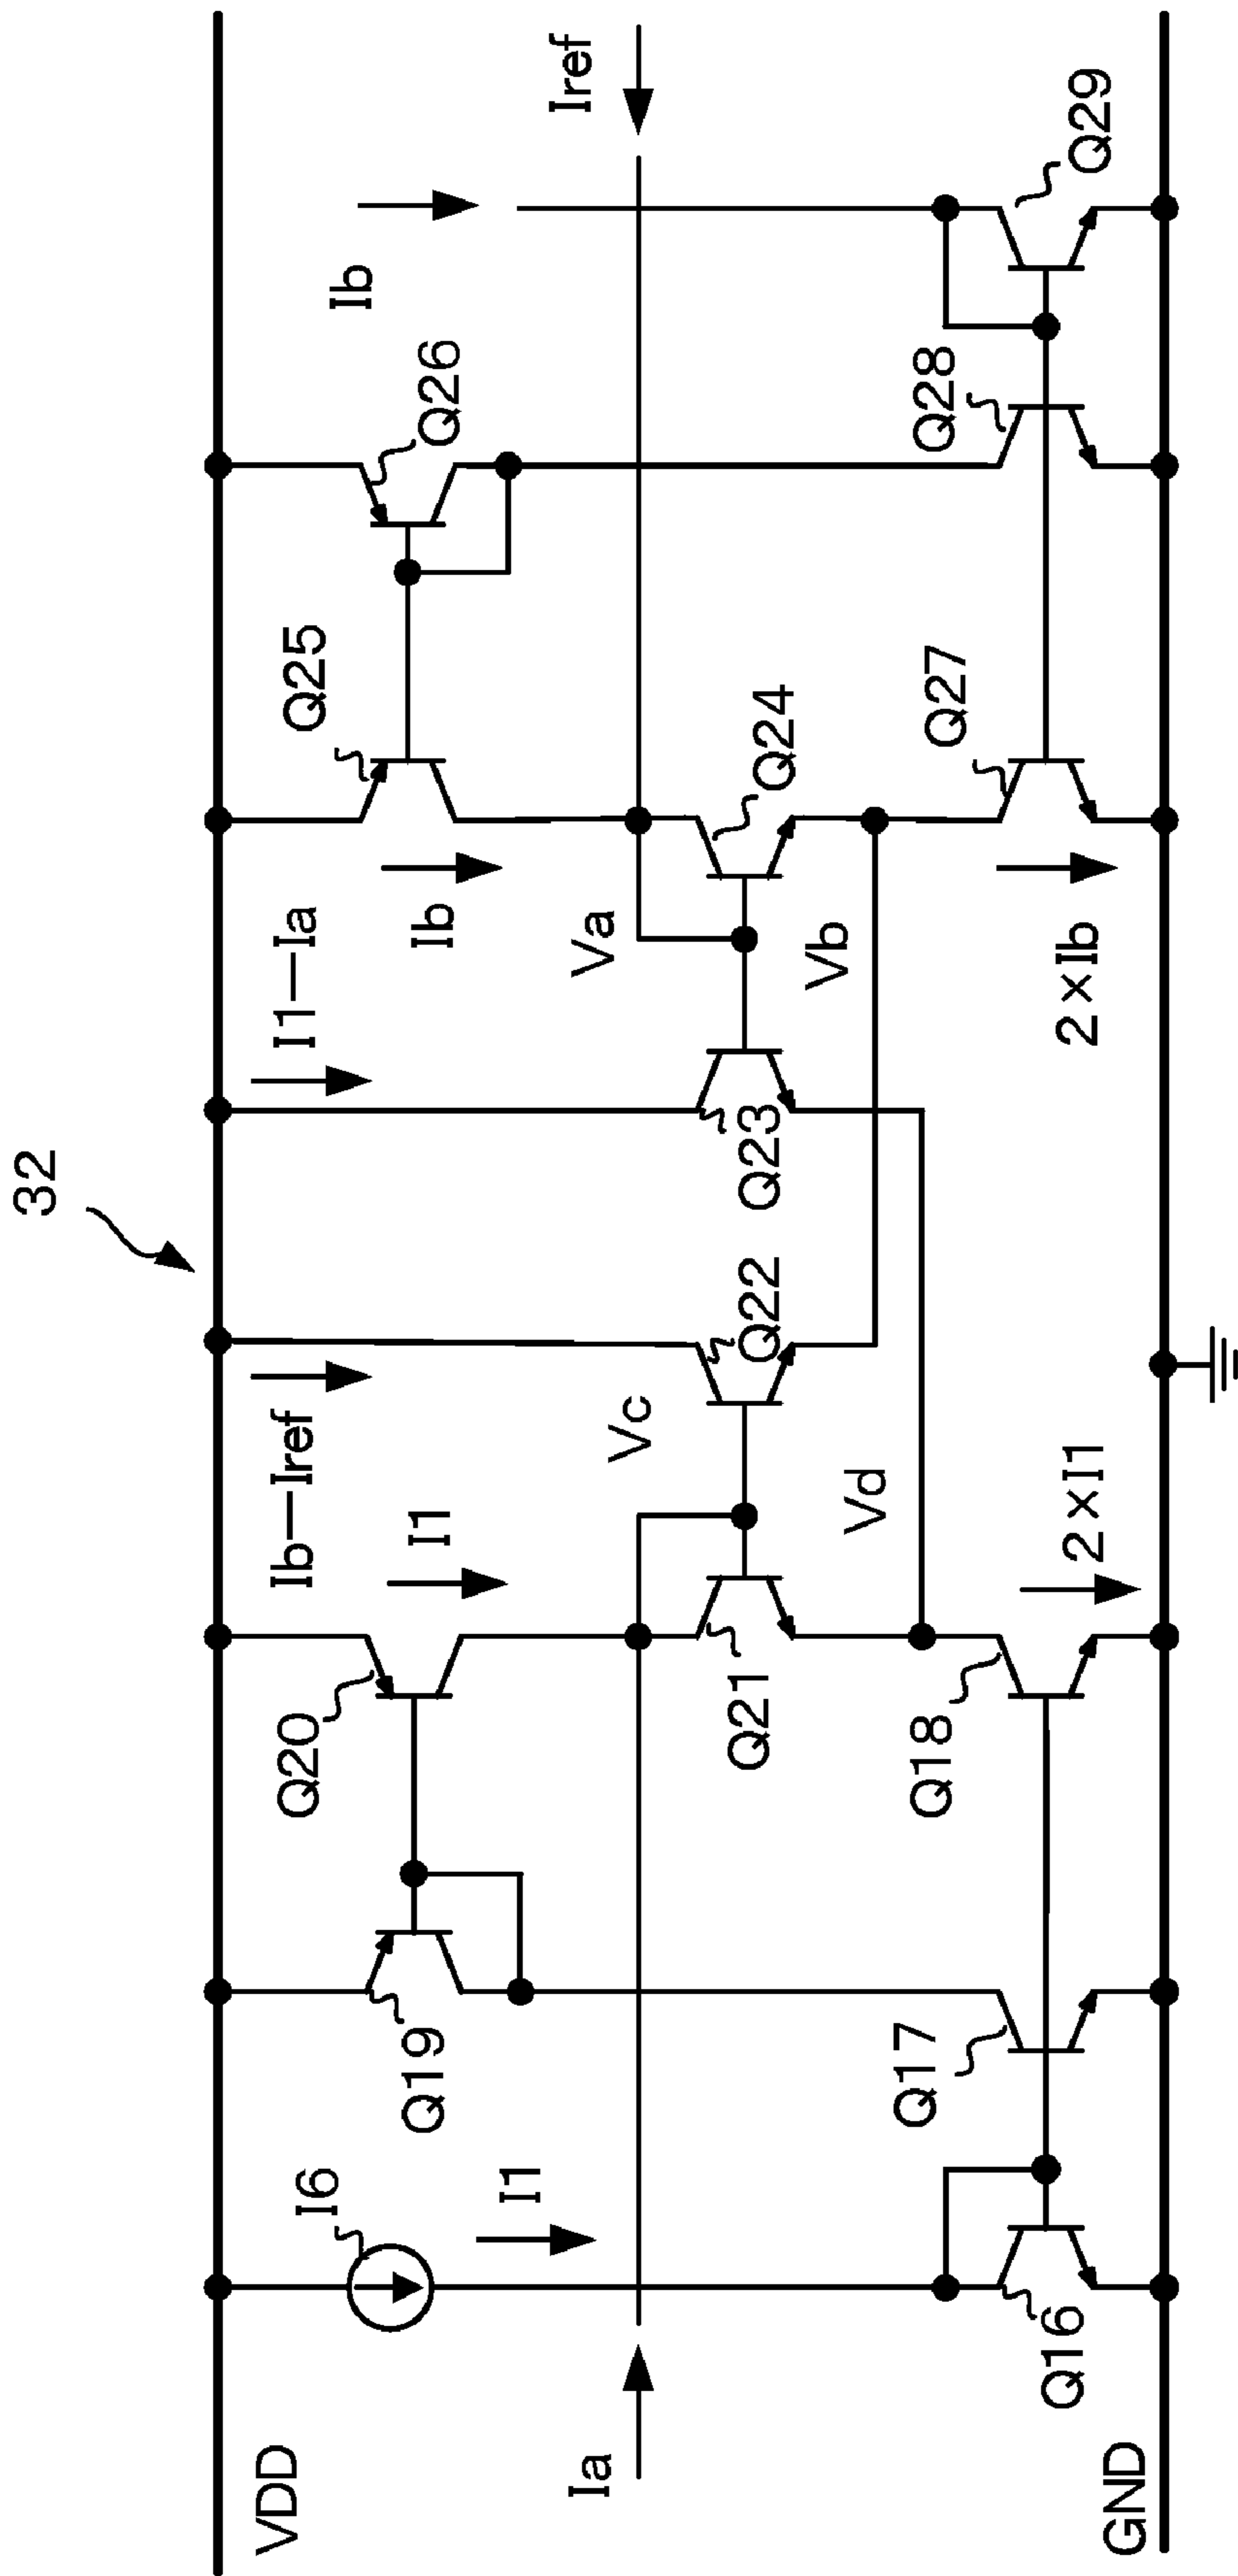 32
VDD
I6
I1
Ia
Q16
GND
Q19
Q17
Q20
I1
Ib—Iref
Q21
Q18
Vc
Vd
2×I1
Q22
Q23
I1—Ia
Ib
Va
Vb
2×Ib
Q25
Q24
Q27
Q26
Q28
Ib
Iref
Q29